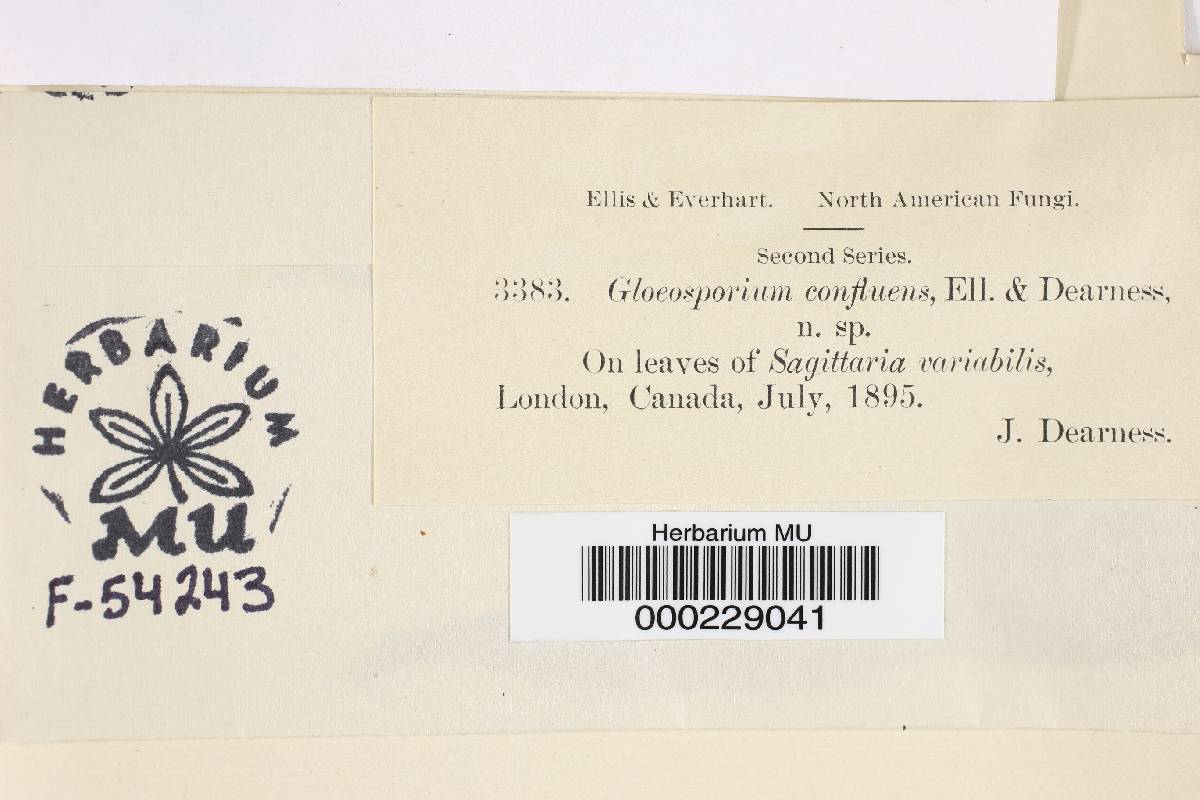 Ellis & Everhart. North American Fungi.
Second Series.
3383. Gloeosporium confluens, Ell. & Dearness,
n. sp.
On leaves of Sagittaria variabilis,
London, Canada, July, 1895.
J. Dearness.
HERBARIUM
MU
F-54243
Herbarium MU
000229041